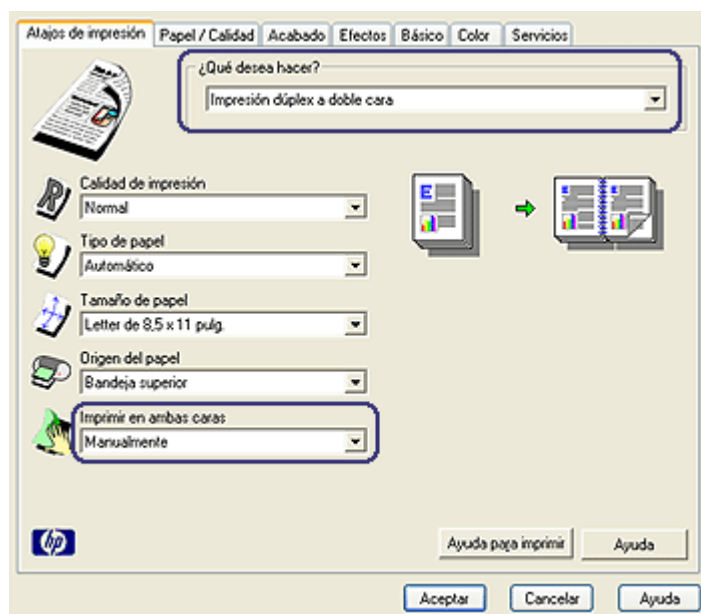 Atajos de impresión Papel / Calidad Acabado Efectos Básico Color Servicios
¿Qué desea hacer?
Impresión dúplex a doble cara
Calidad de impresión
Normal
Tipo de papel
Automático
Tamaño de papel
Letter de 8,5 x 11 pulg.
Origen del papel
Bandeja superior
Imprimir en ambas caras
Manualmente
hp
Ayuda para imprimir Ayuda
Aceptar Cancelar Ayuda